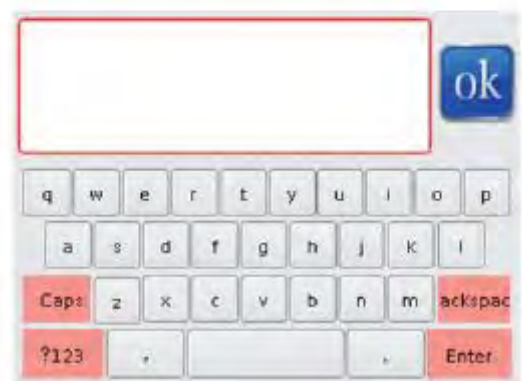 ok
q w e r t y u i o p
a s d f g h j k l
Caps z x c v b n m ackspac
?123 , . Enter